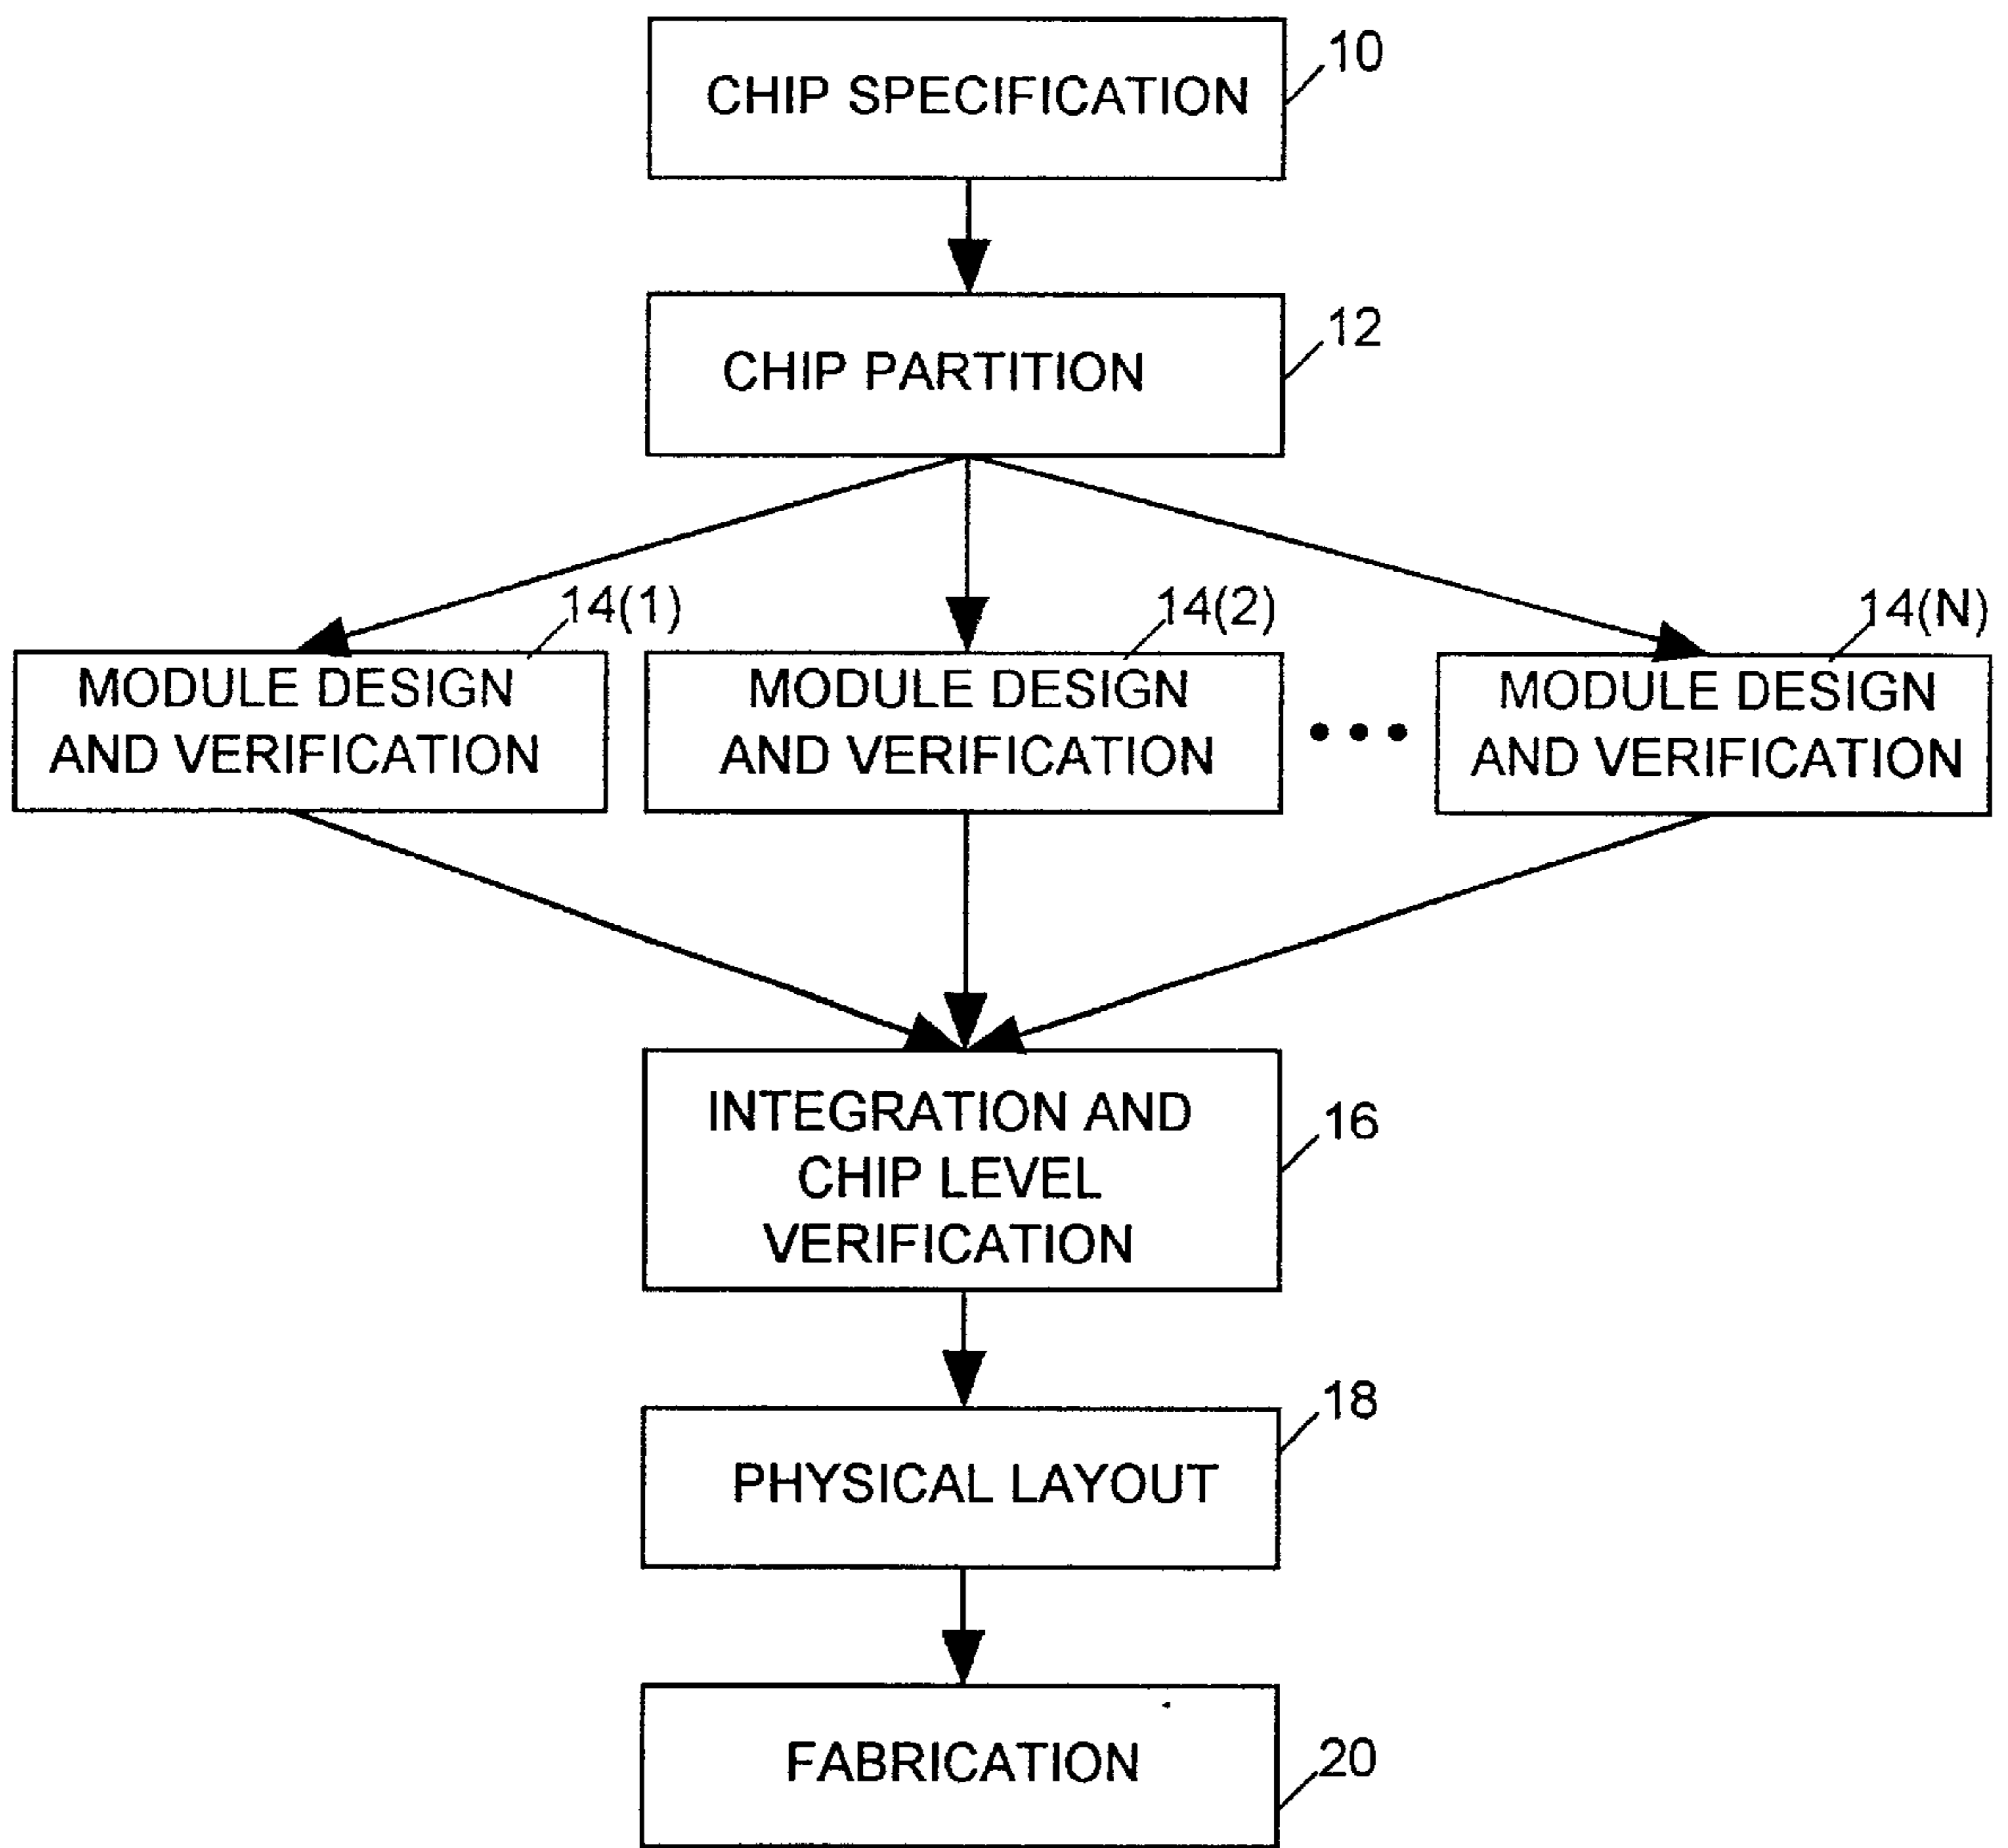 CHIP SPECIFICATION
10
CHIP PARTITION
12
14(1)
MODULE DESIGN
AND VERIFICATION
14(2)
MODULE DESIGN
AND VERIFICATION
14(N)
MODULE DESIGN
AND VERIFICATION
INTEGRATION AND
CHIP LEVEL
VERIFICATION
16
PHYSICAL LAYOUT
18
FABRICATION
20